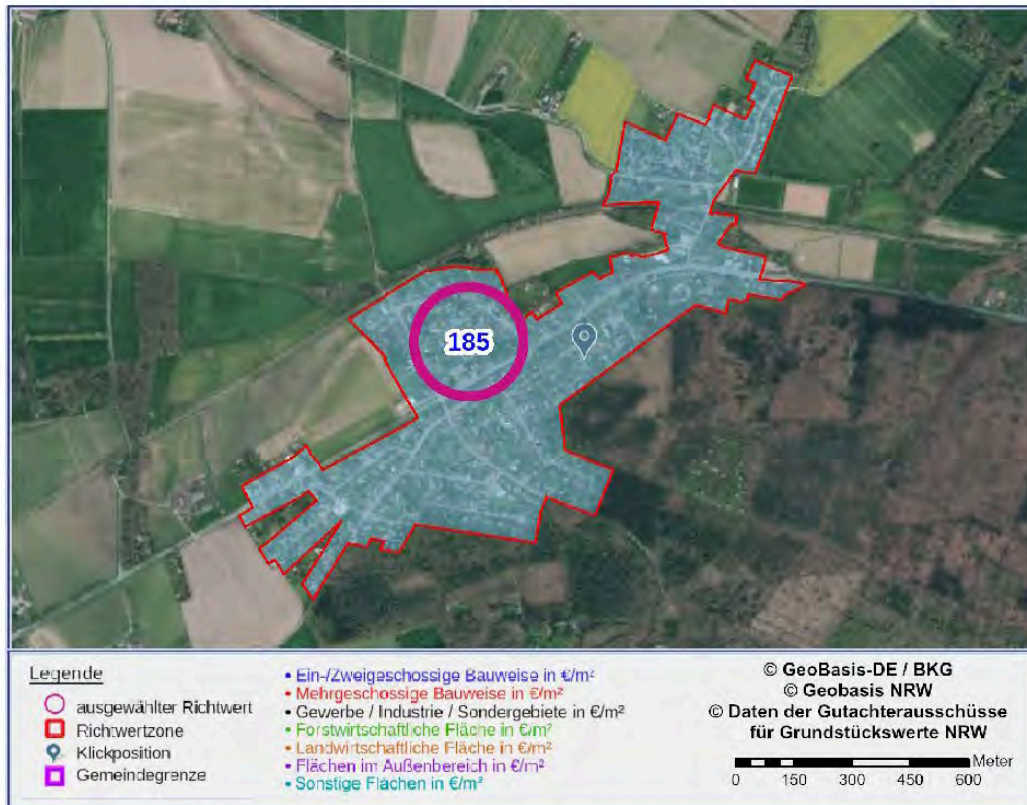 185
Legende
ausgewählter Richtwert
Richtwertzone
Klickposition
Gemeindegrenze
• Ein-/Zweigeschossige Bauweise in €/m²
• Mehrgeschossige Bauweise in €/m²
• Gewerbe / Industrie / Sondergebiete in €/m²
• Forstwirtschaftliche Fläche in €/m²
• Landwirtschaftliche Fläche in €/m²
• Flächen im Außenbereich in €/m²
• Sonstige Flächen in €/m²
© GeoBasis-DE / BKG
© Geobasis NRW
© Daten der Gutachterausschüsse
für Grundstückswerte NRW
Meter
0 150 300 450 600